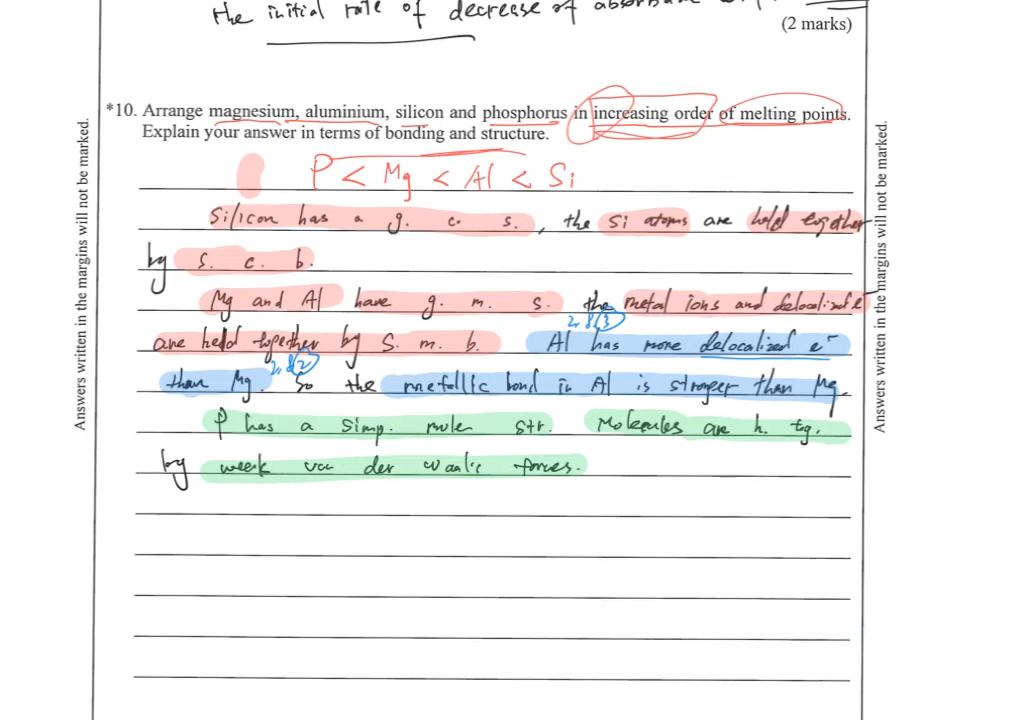 the initial rate of decrease of
(2 marks)
*10. Arrange magnesium, aluminium, silicon and phosphorus in increasing order of melting points.
Explain your answer in terms of bonding and structure.
P < Mg < Al < Si
Silicon has a g. c. s., the Si atoms are held together
by s. c. b.
Mg and Al have g. m. s. the metal ions and delocalized e
are held together by s. m. b. Al has more delocalized e⁻
2,8,3
than Mg. So the metallic bond in Al is stronger than Mg.
2,8,2
P has a simp. molen str. Molecules are h. tog.
by weak van der waals forces.
Answers written in the margins will not be marked.
Answers written in the margins will not be marked.